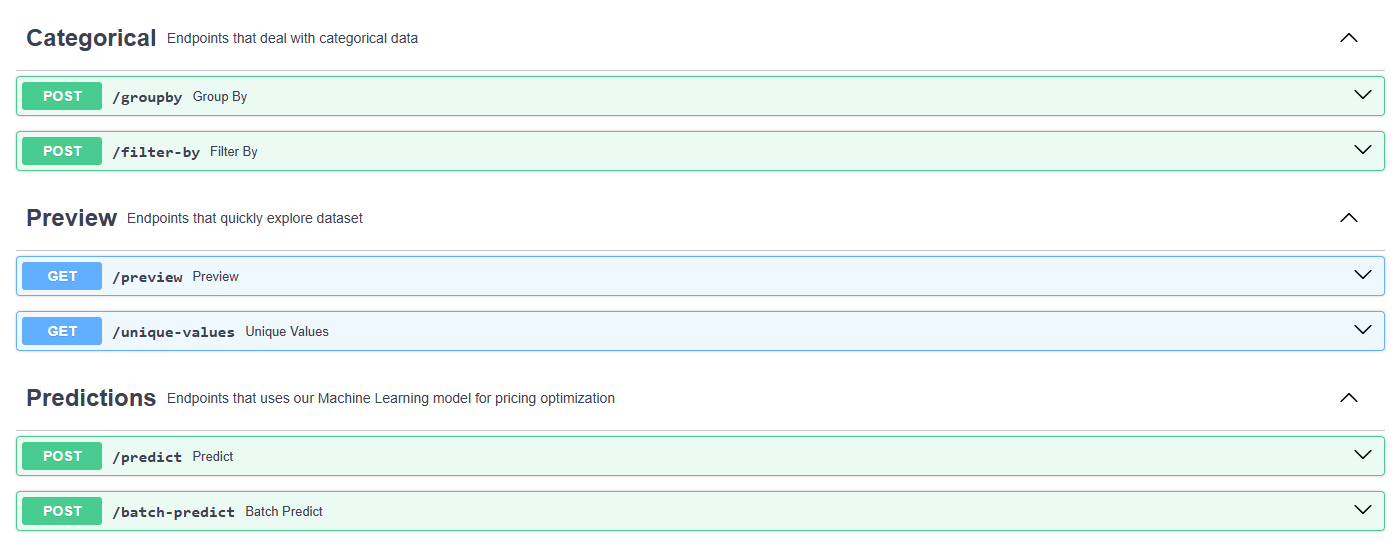 Categorical Endpoints that deal with categorical data
POST /groupby Group By
POST /filter-by Filter By
Preview Endpoints that quickly explore dataset
GET /preview Preview
GET /unique-values Unique Values
Predictions Endpoints that uses our Machine Learning model for pricing optimization
POST /predict Predict
POST /batch-predict Batch Predict